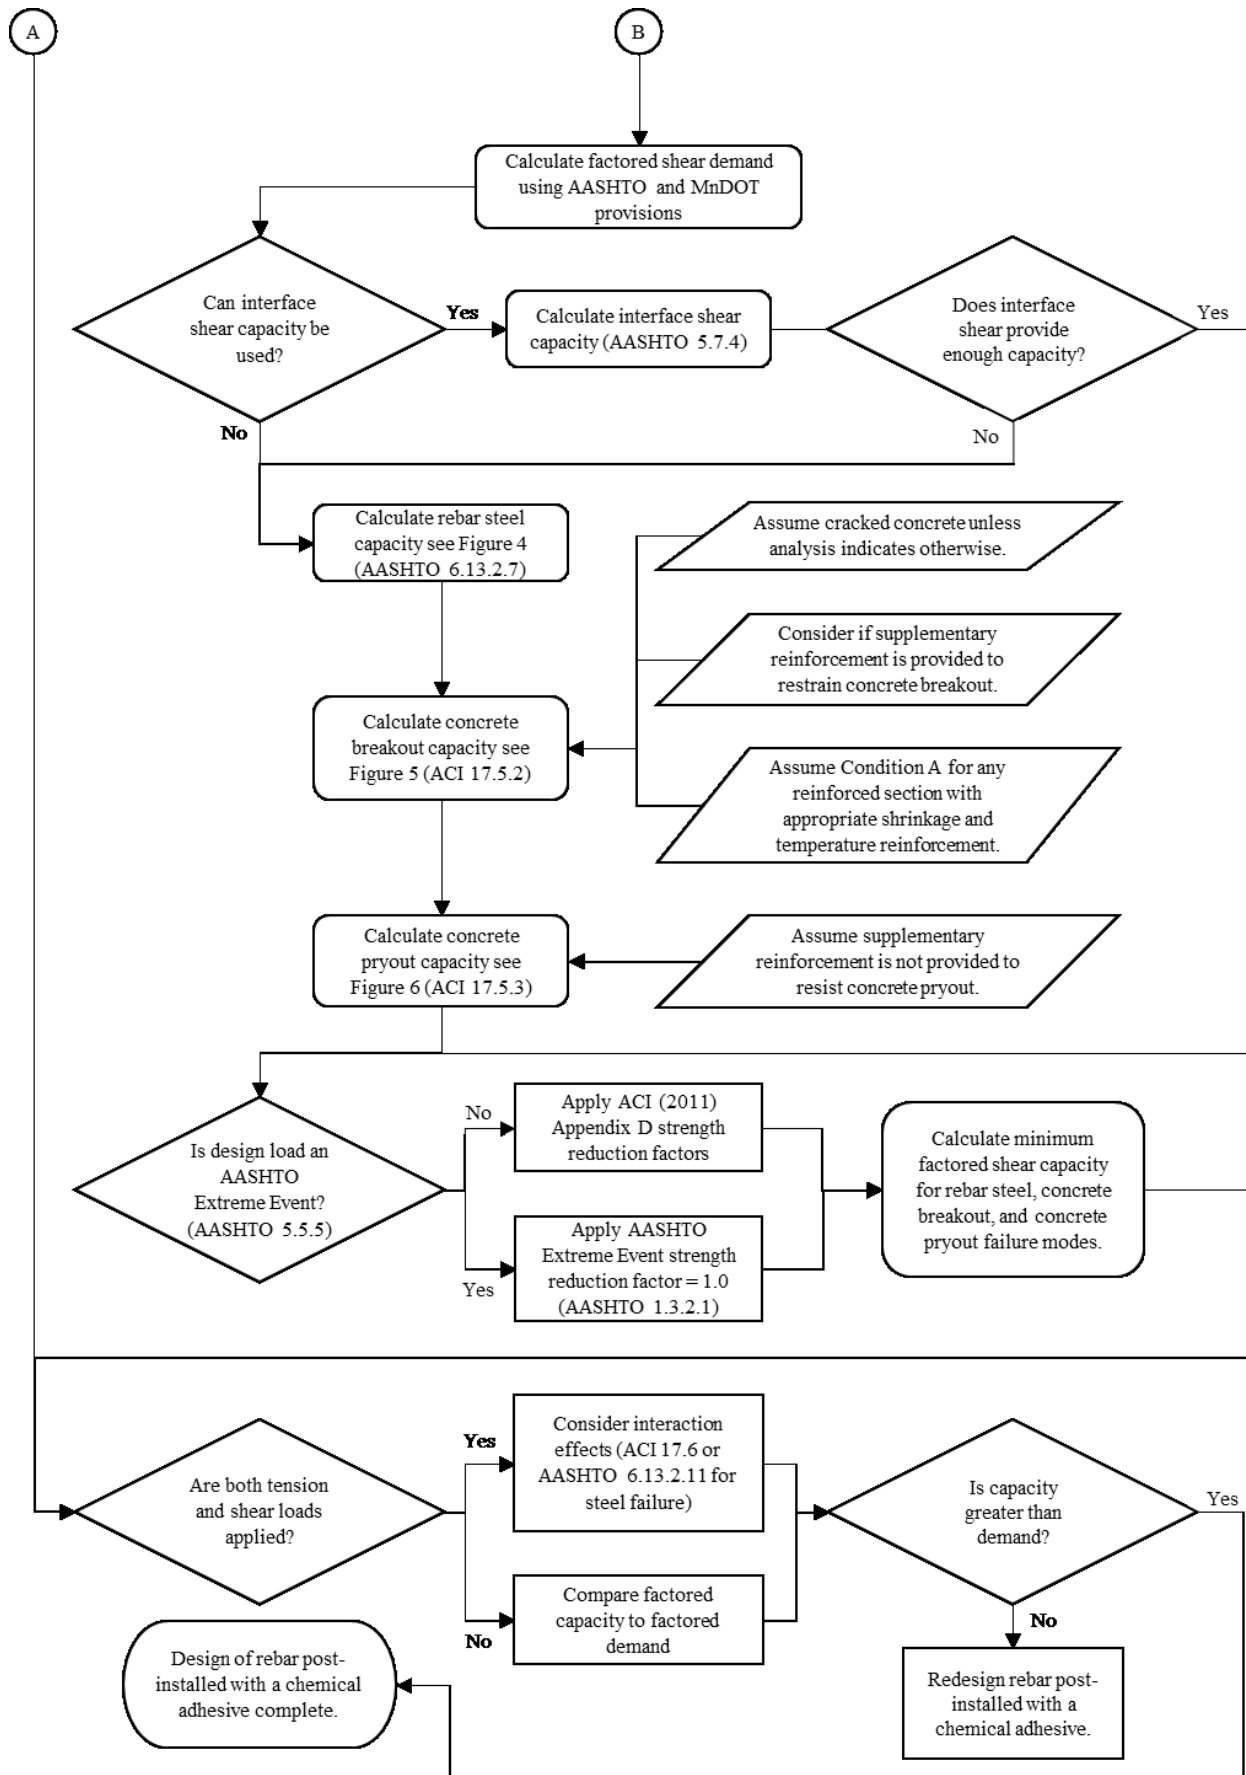 A
B
Calculate factored shear demand
using AASHTO and MnDOT
provisions
Can interface
shear capacity be
used?
Yes
Calculate interface shear
capacity (AASHTO 5.7.4)
Does interface
shear provide
enough capacity?
Yes
No
No
Calculate rebar steel
capacity see Figure 4
(AASHTO 6.13.2.7)
Assume cracked concrete unless
analysis indicates otherwise.
Consider if supplementary
reinforcement is provided to
restrain concrete breakout.
Calculate concrete
breakout capacity see
Figure 5 (ACI 17.5.2)
Assume Condition A for any
reinforced section with
appropriate shrinkage and
temperature reinforcement.
Calculate concrete
pryout capacity see
Figure 6 (ACI 17.5.3)
Assume supplementary
reinforcement is not provided to
resist concrete pryout.
Is design load an
AASHTO
Extreme Event?
(AASHTO 5.5.5)
No
Apply ACI (2011)
Appendix D strength
reduction factors
Yes
Apply AASHTO
Extreme Event strength
reduction factor = 1.0
(AASHTO 1.3.2.1)
Calculate minimum
factored shear capacity
for rebar steel, concrete
breakout, and concrete
pryout failure modes.
Are both tension
and shear loads
applied?
Yes
Consider interaction
effects (ACI 17.6 or
AASHTO 6.13.2.11 for
steel failure)
No
Compare factored
capacity to factored
demand
Is capacity
greater than
demand?
Yes
No
Design of rebar post-
installed with a chemical
adhesive complete.
Redesign rebar post-
installed with a
chemical adhesive.